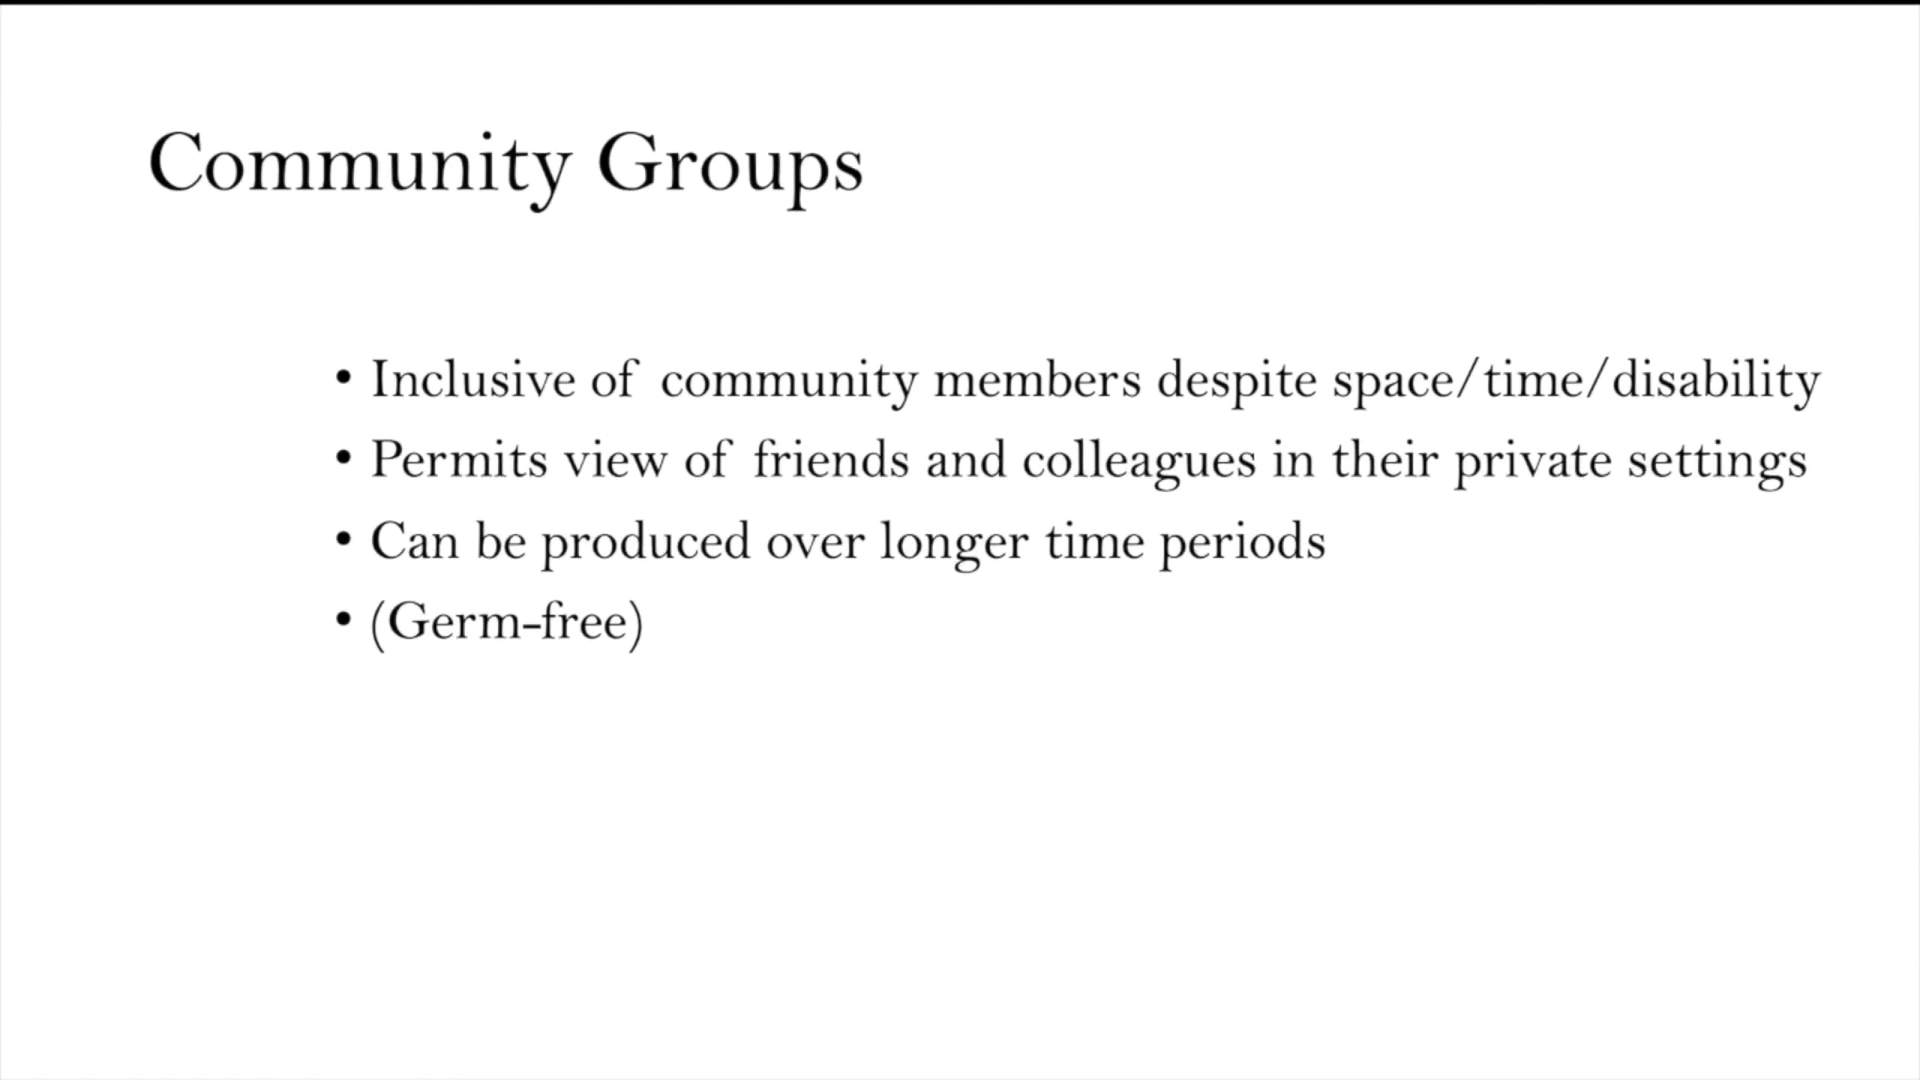 Community Groups
• Inclusive of community members despite space/time/disability
• Permits view of friends and colleagues in their private settings
• Can be produced over longer time periods
• (Germ-free)